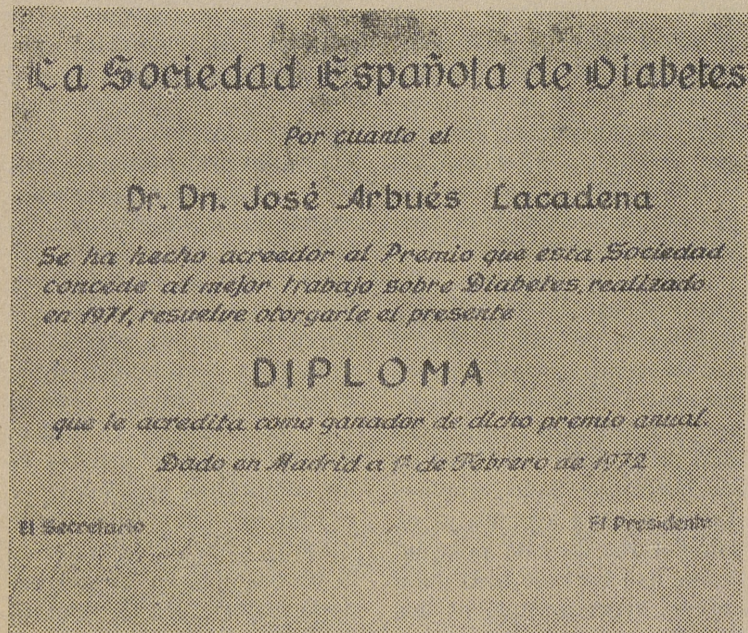 La Sociedad Española de Diabetes
Por cuanto el
Dr. Dn. José Arbués Lacadena
Se ha hecho acreedor al Premio que esta Sociedad
concede al mejor trabajo sobre Diabetes, realizado
en 1971, resuelve otorgarle el presente
DIPLOMA
que le acredita como ganador de dicho premio anual.
Dado en Madrid a 1º de Febrero de 1972
El Secretario
El Presidente